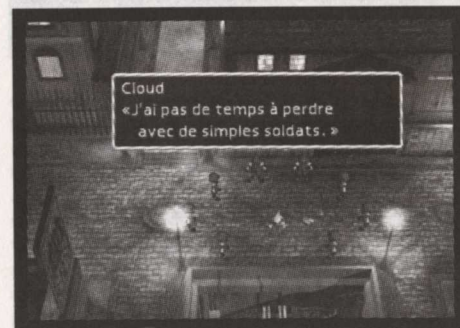 Cloud
«J'ai pas de temps à perdre
avec de simples soldats.»